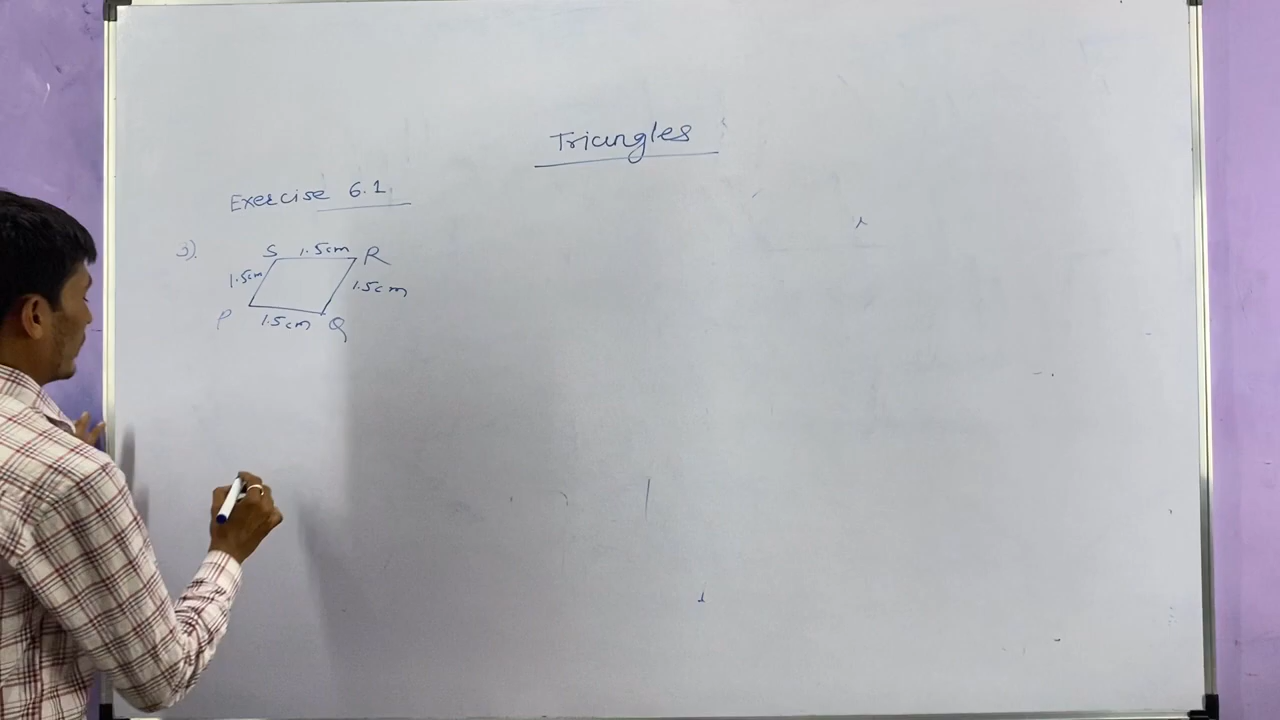 Triangles
Exercise 6.1
3).
S 1.5cm R
1.5cm 1.5cm
P 1.5cm Q